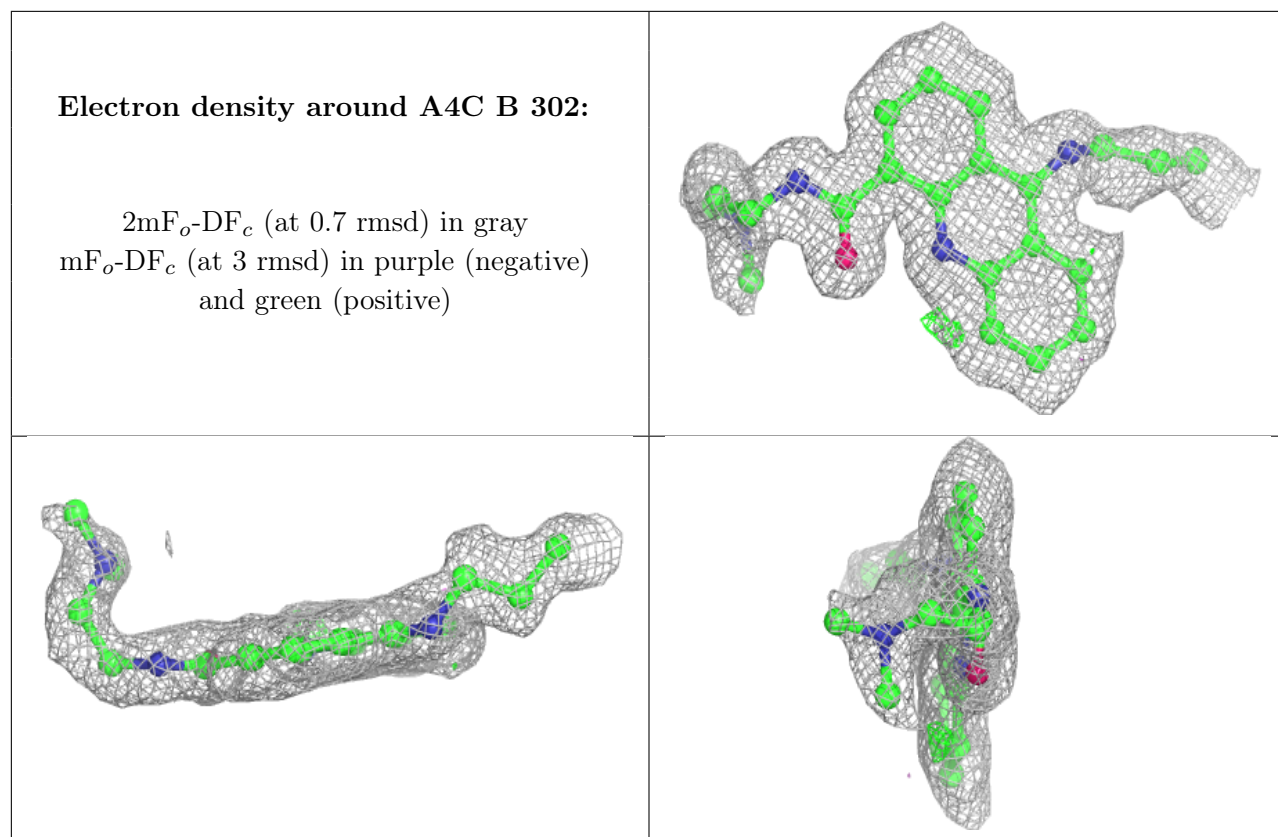 Electron density around A4C B 302:
2mFo-DFc (at 0.7 rmsd) in gray
mFo-DFc (at 3 rmsd) in purple (negative)
and green (positive)